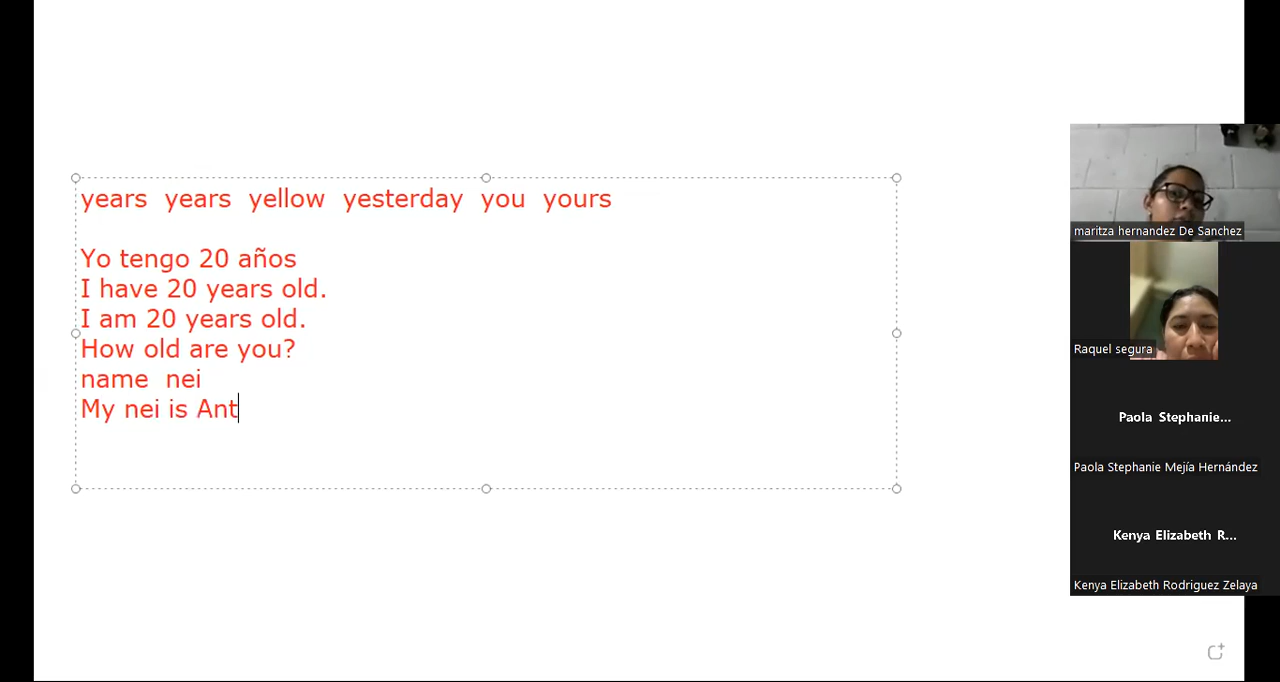 years years yellow yesterday you yours
Yo tengo 20 años
I have 20 years old.
I am 20 years old.
How old are you?
name nei
My nei is Ant
maritza hernandez De Sanchez
Raquel segura
Paola Stephanie...
Paola Stephanie Mejía Hernández
Kenya Elizabeth R...
Kenya Elizabeth Rodriguez Zelaya